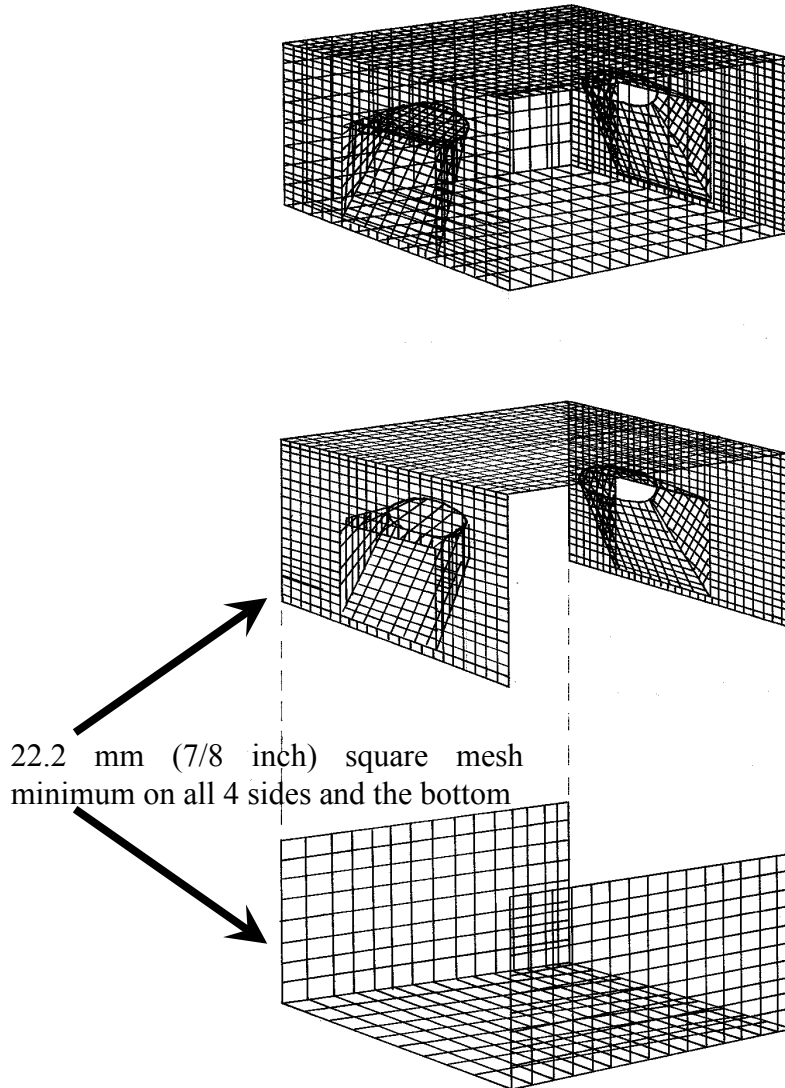 22.2 mm (7/8 inch) square mesh
minimum on all 4 sides and the bottom